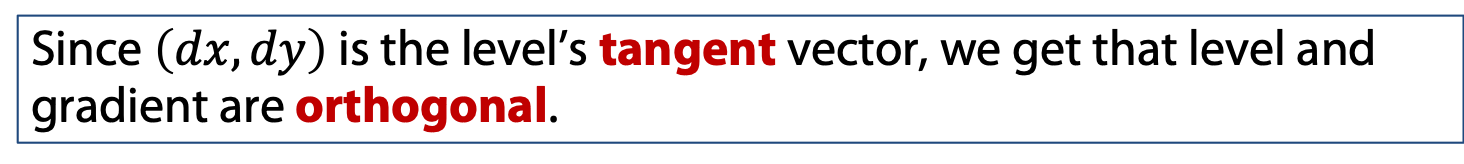 Since (𝑑𝑥, 𝑑𝑦) is the level’s tangent vector, we get that level and
gradient are orthogonal.